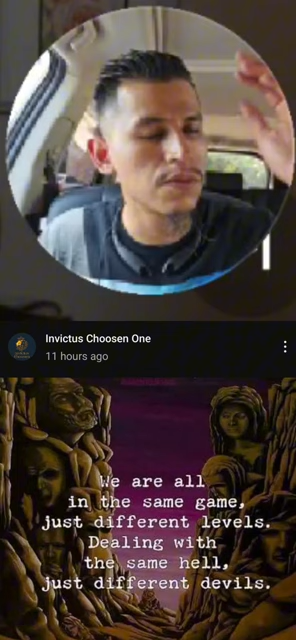 Invictus Choosen One
11 hours ago
We are all
in the same game,
just different levels.
Dealing with
the same hell,
just different devils.